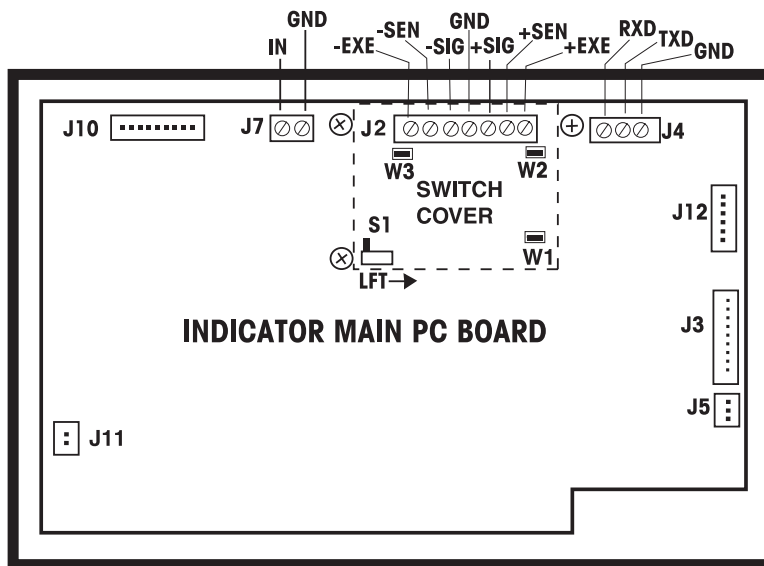 GND
IN
-EXE
-SEN
-SIG
GND
+SIG
+SEN
+EXE
RXD
TXD
GND
J10
J7
J2
J4
W3
W2
SWITCH
COVER
J12
S1
W1
LFT
INDICATOR MAIN PC BOARD
J3
J5
J11